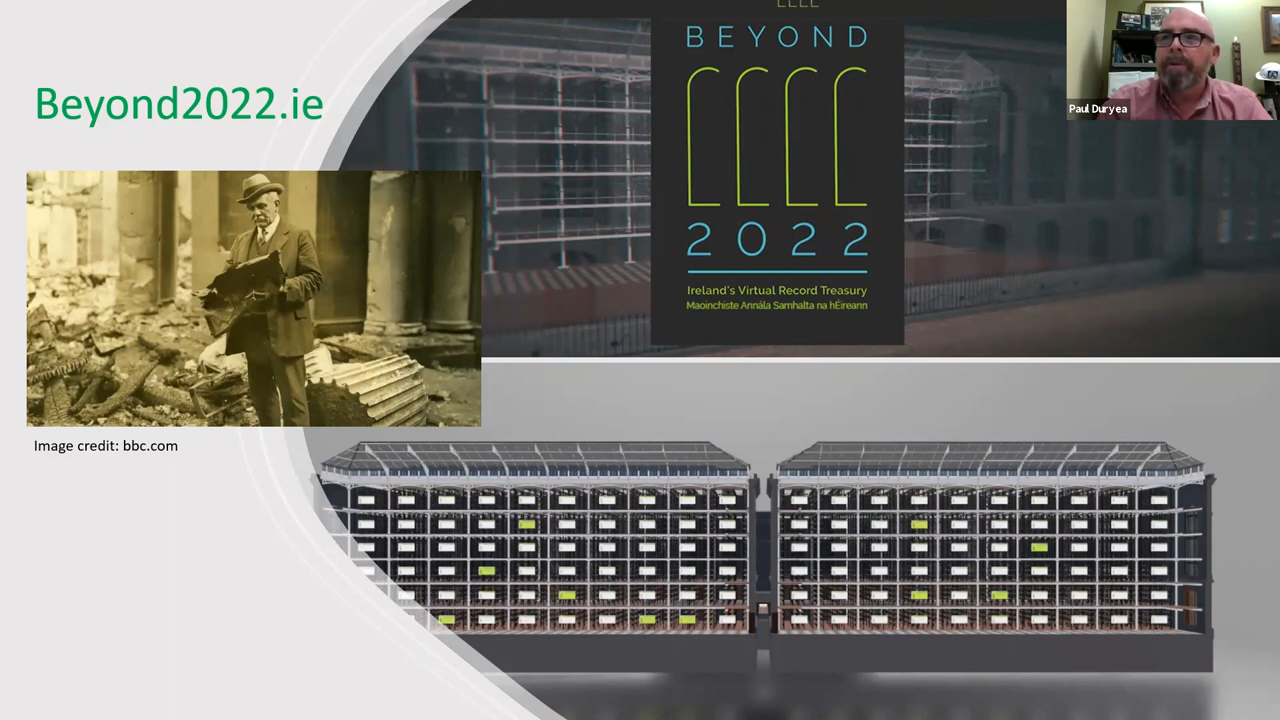 Beyond2022.ie
Image credit: bbc.com
BEYOND
2022
Ireland's Virtual Record Treasury
Maoinchiste Annála Samhalta na hÉireann
Paul Duryea